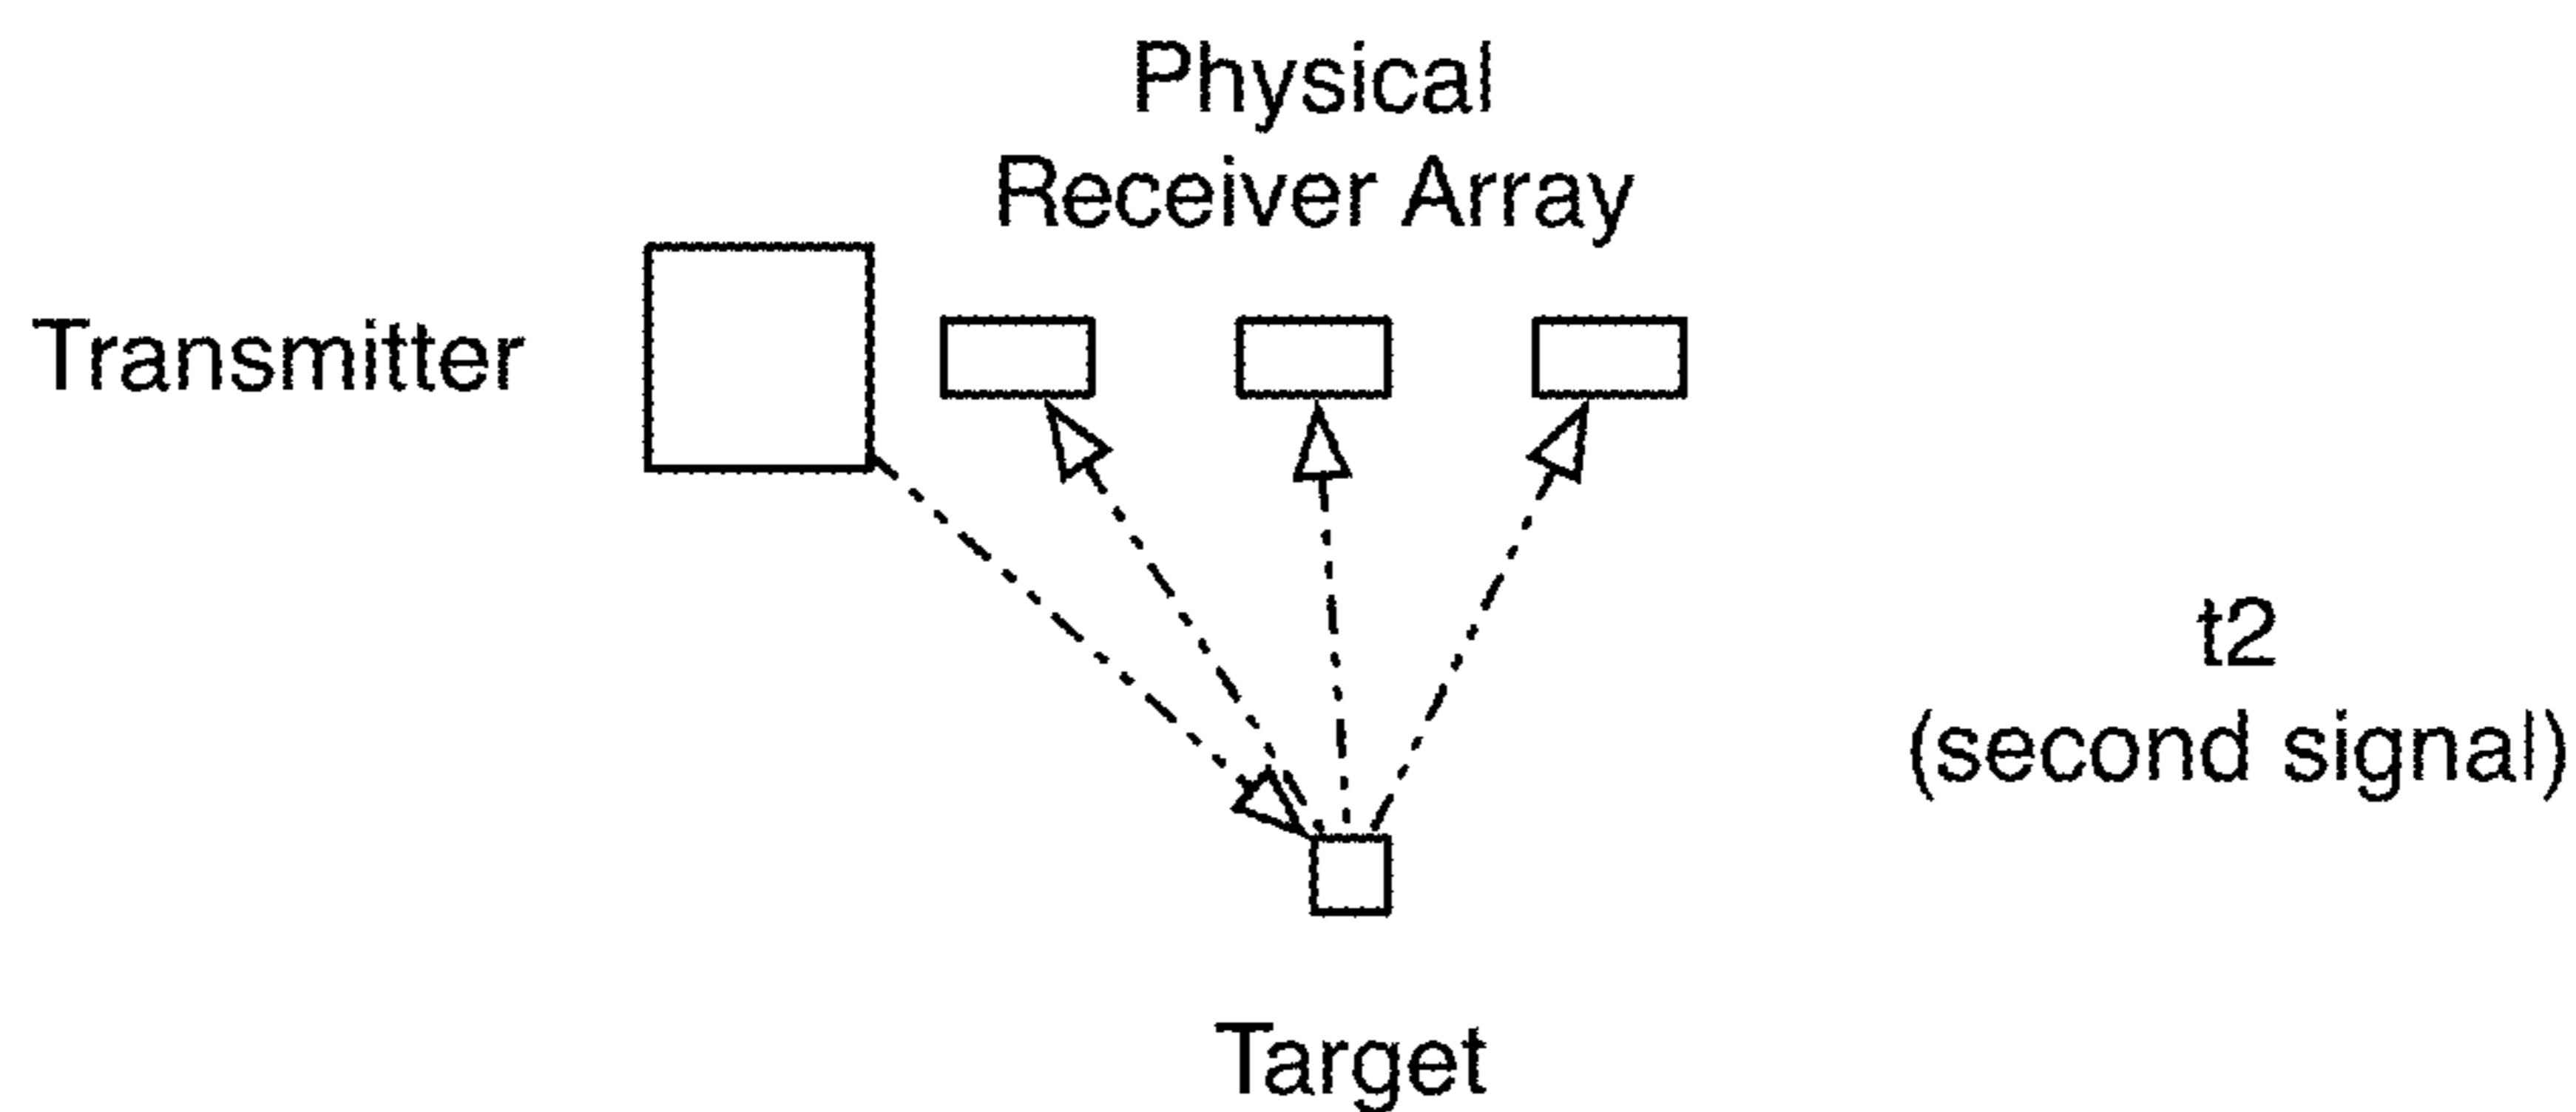 Physical
Receiver Array
Transmitter
t2
(second signal)
Target